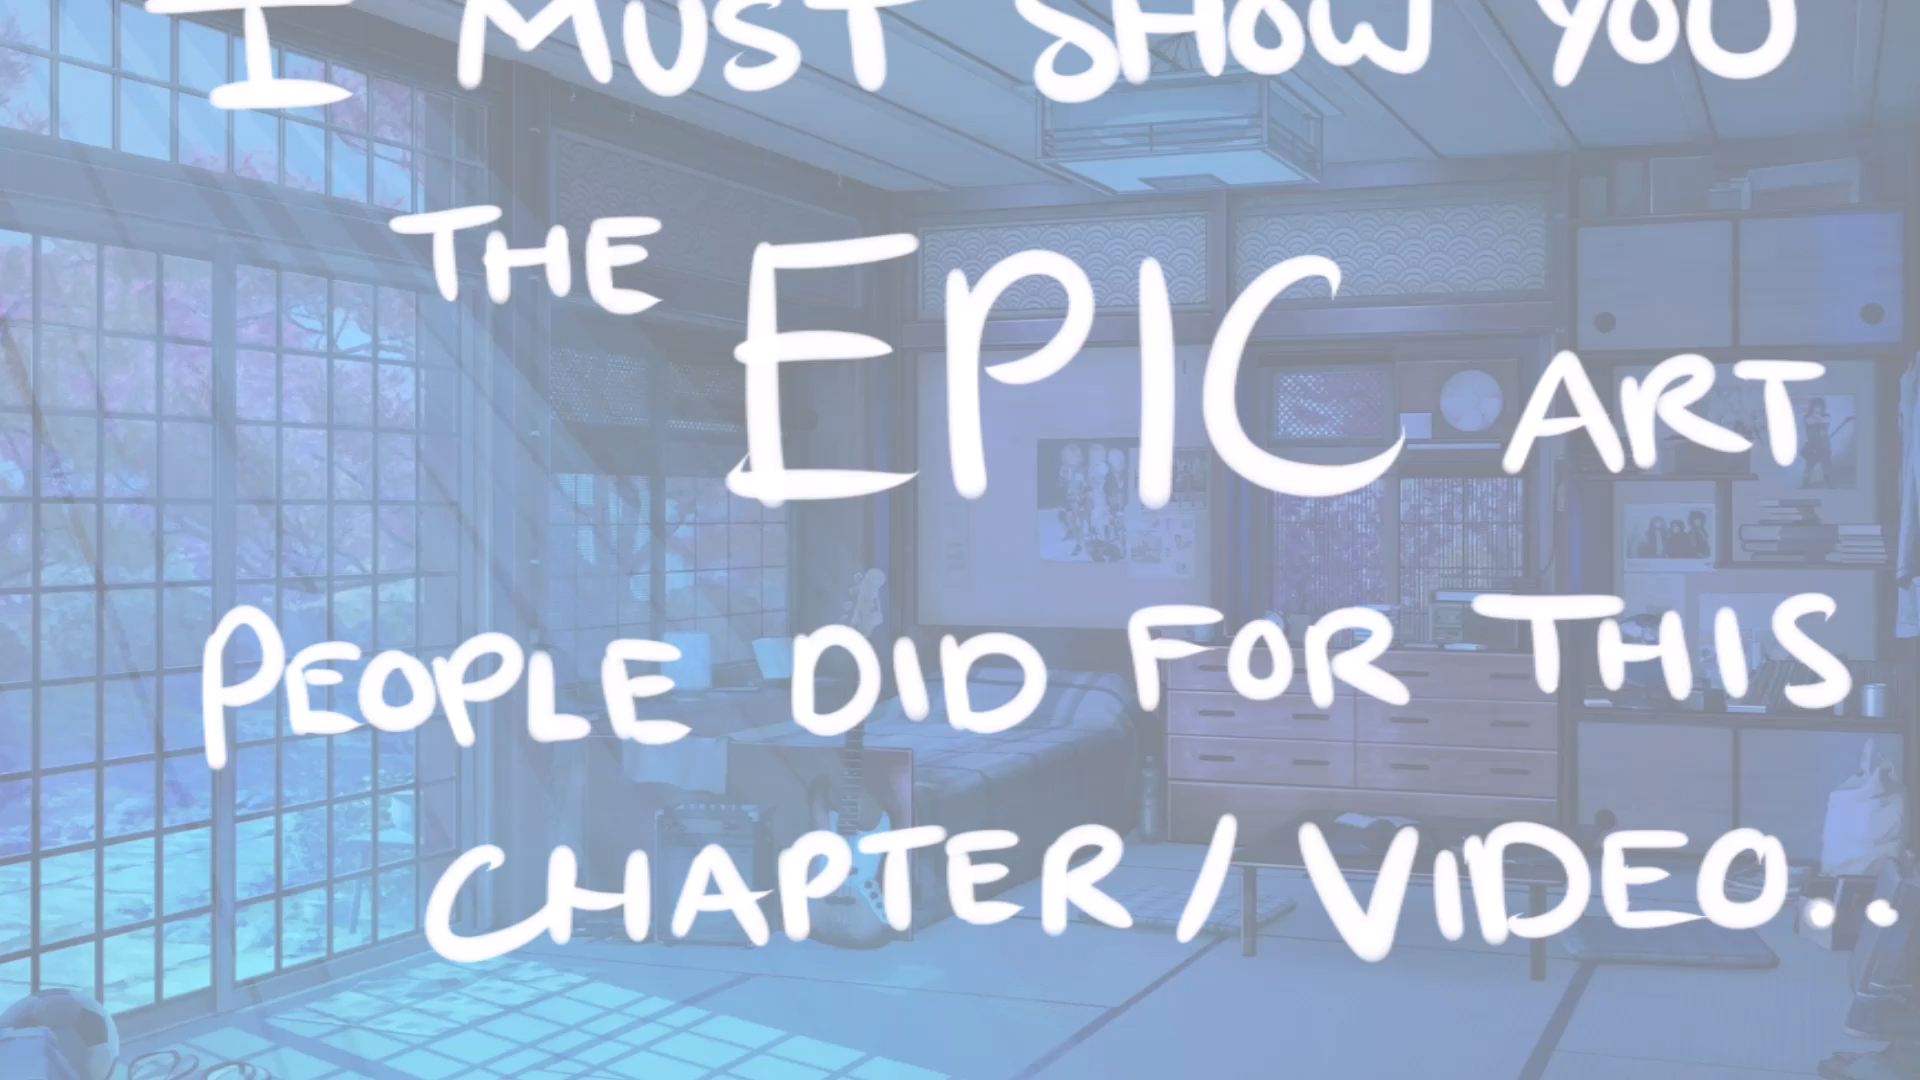 I MUST SHOW YOU
THE EPIC ART
PEOPLE DID FOR THIS
CHAPTER/VIDEO..